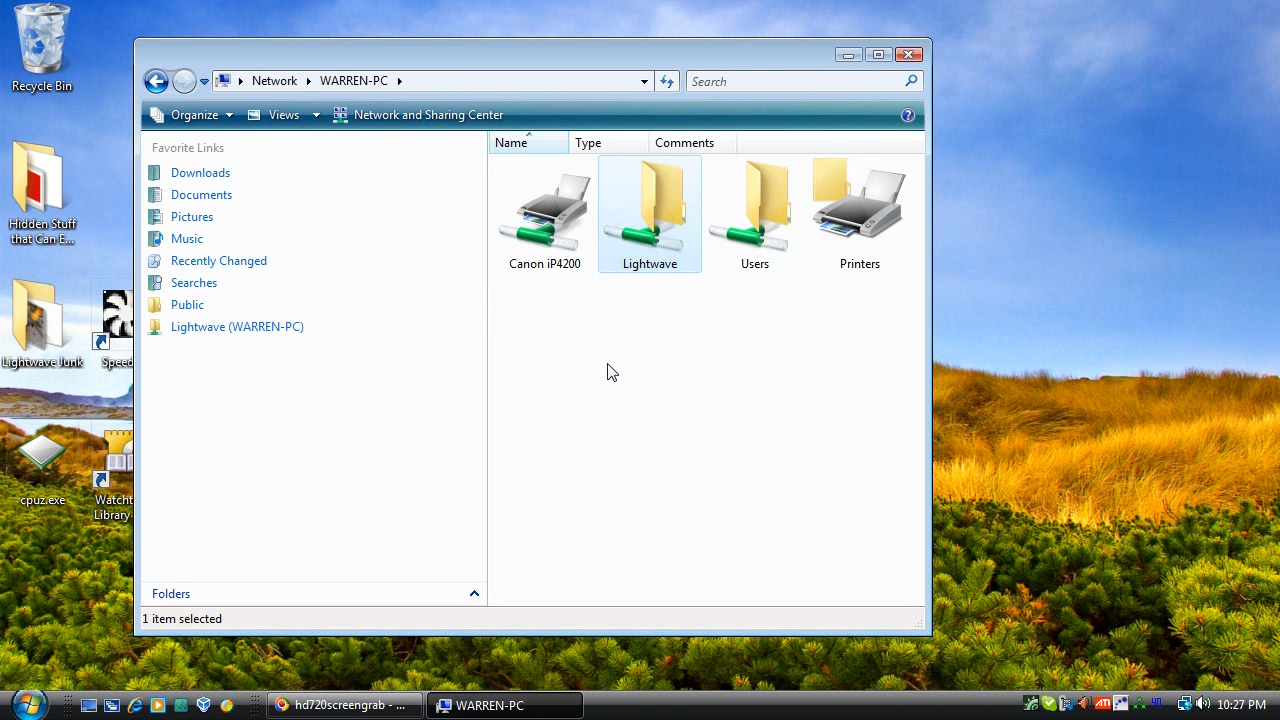 Recycle Bin
Hidden Stuff
that Can E...
Lightwave Junk
Speed
cpuz.exe
Watcht
Library
Network
WARREN-PC
Search
Organize
Views
Network and Sharing Center
Favorite Links
Downloads
Documents
Pictures
Music
Recently Changed
Searches
Public
Lightwave (WARREN-PC)
Folders
Name
Type
Comments
Canon iP4200
Lightwave
Users
Printers
1 item selected
hd720screengrab - ...
WARREN-PC
ATI
10:27 PM